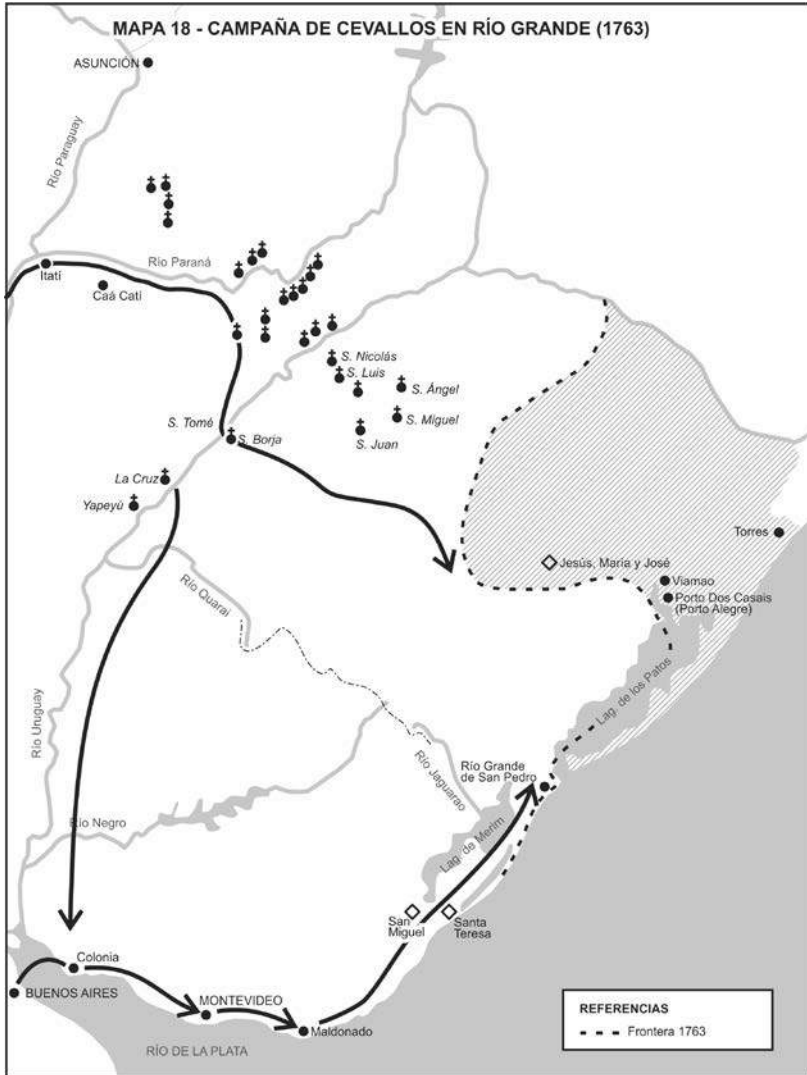 MAPA 18 - CAMPAÑA DE CEVALLOS EN RÍO GRANDE (1763)
ASUNCIÓN
Río Paraguay
Río Paraná
Itatí
Caá Catí
S. Nicolás
S. Luis
S. Ángel
S. Miguel
S. Juan
S. Tomé
S. Borja
La Cruz
Yapeyú
Torres
Jesús, María y José
Viamao
Porto Dos Casais
(Porto Alegre)
Río Quarai
Lag. de los Patos
Río Uruguay
Río Jaguarao
Río Grande
de San Pedro
Río Negro
Lag. de Merim
San
Miguel
Santa
Teresa
Colonia
BUENOS AIRES
MONTEVIDEO
Maldonado
RÍO DE LA PLATA
REFERENCIAS
Frontera 1763